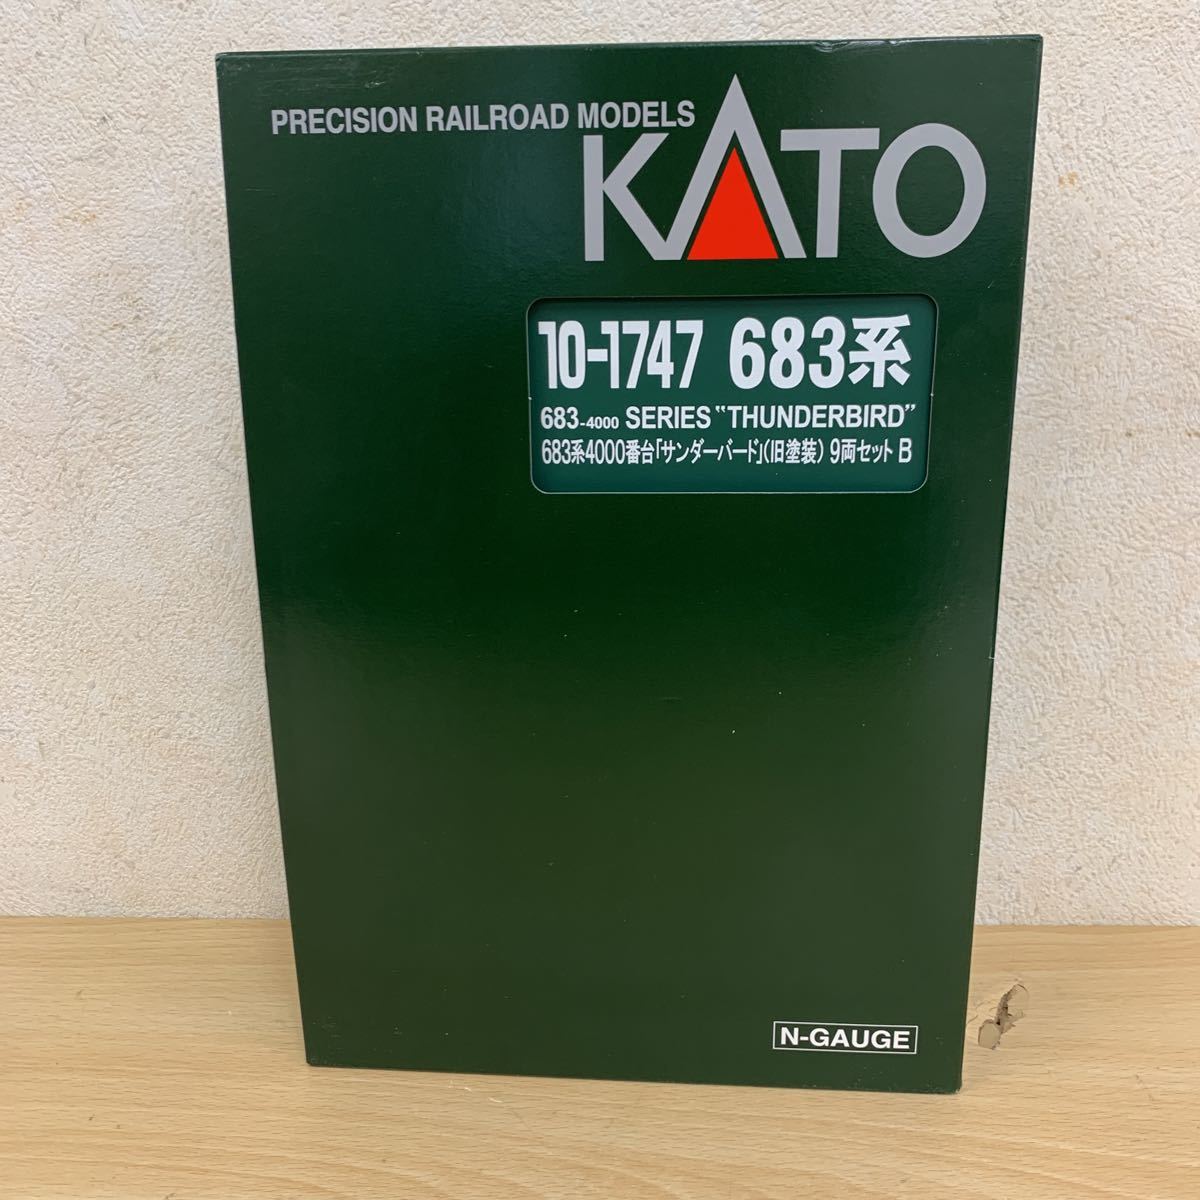 PRECISION RAILROAD MODELS
KATO
10-1747 683系
683-4000 SERIES “THUNDERBIRD”
683系4000番台「サンダーバード」(旧塗装) 9両セット B
N-GAUGE